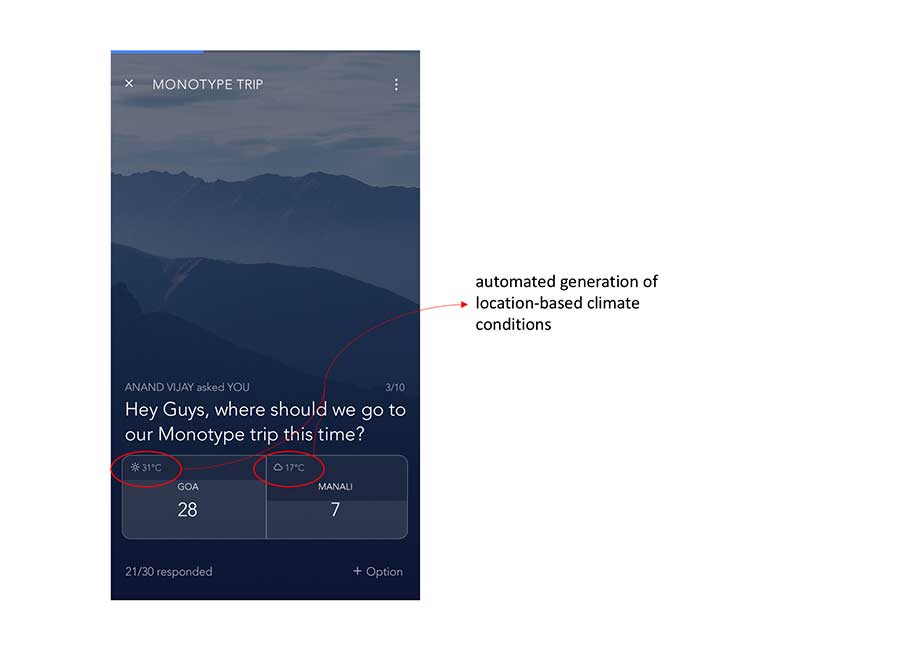 MONOTYPE TRIP
automated generation of
location-based climate
conditions
ANAND VIJAY asked YOU
3/10
Hey Guys, where should we go to
our Monotype trip this time?
31°C
17°C
GOA
MANALI
28
7
21/30 responded
+ Option